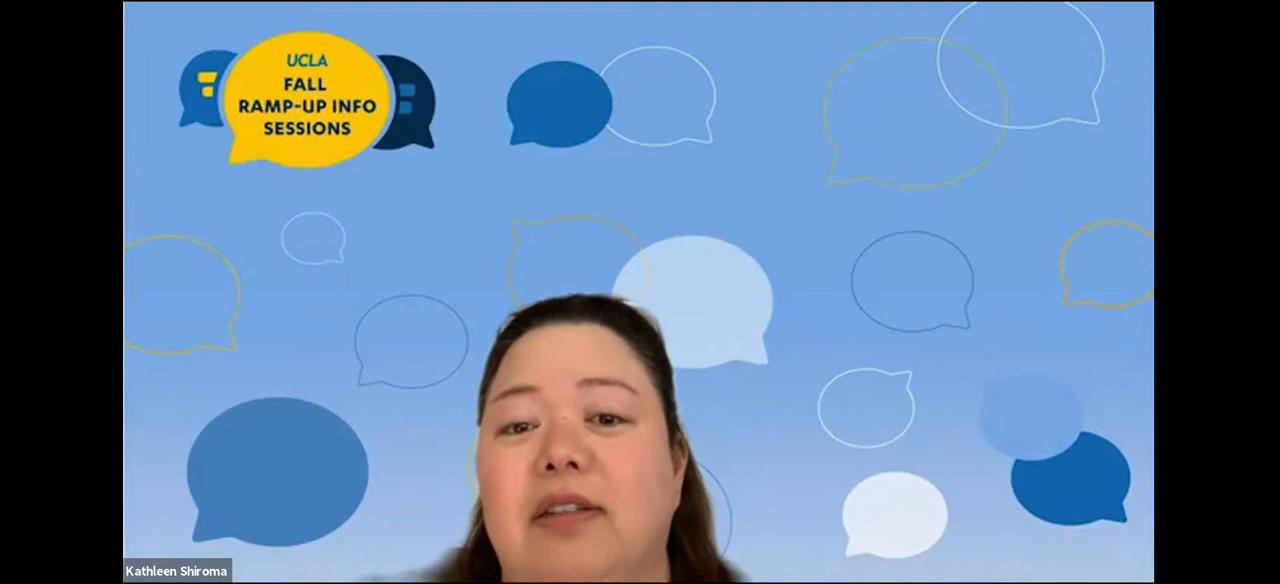 UCLA
FALL
RAMP-UP INFO
SESSIONS
Kathleen Shiroma